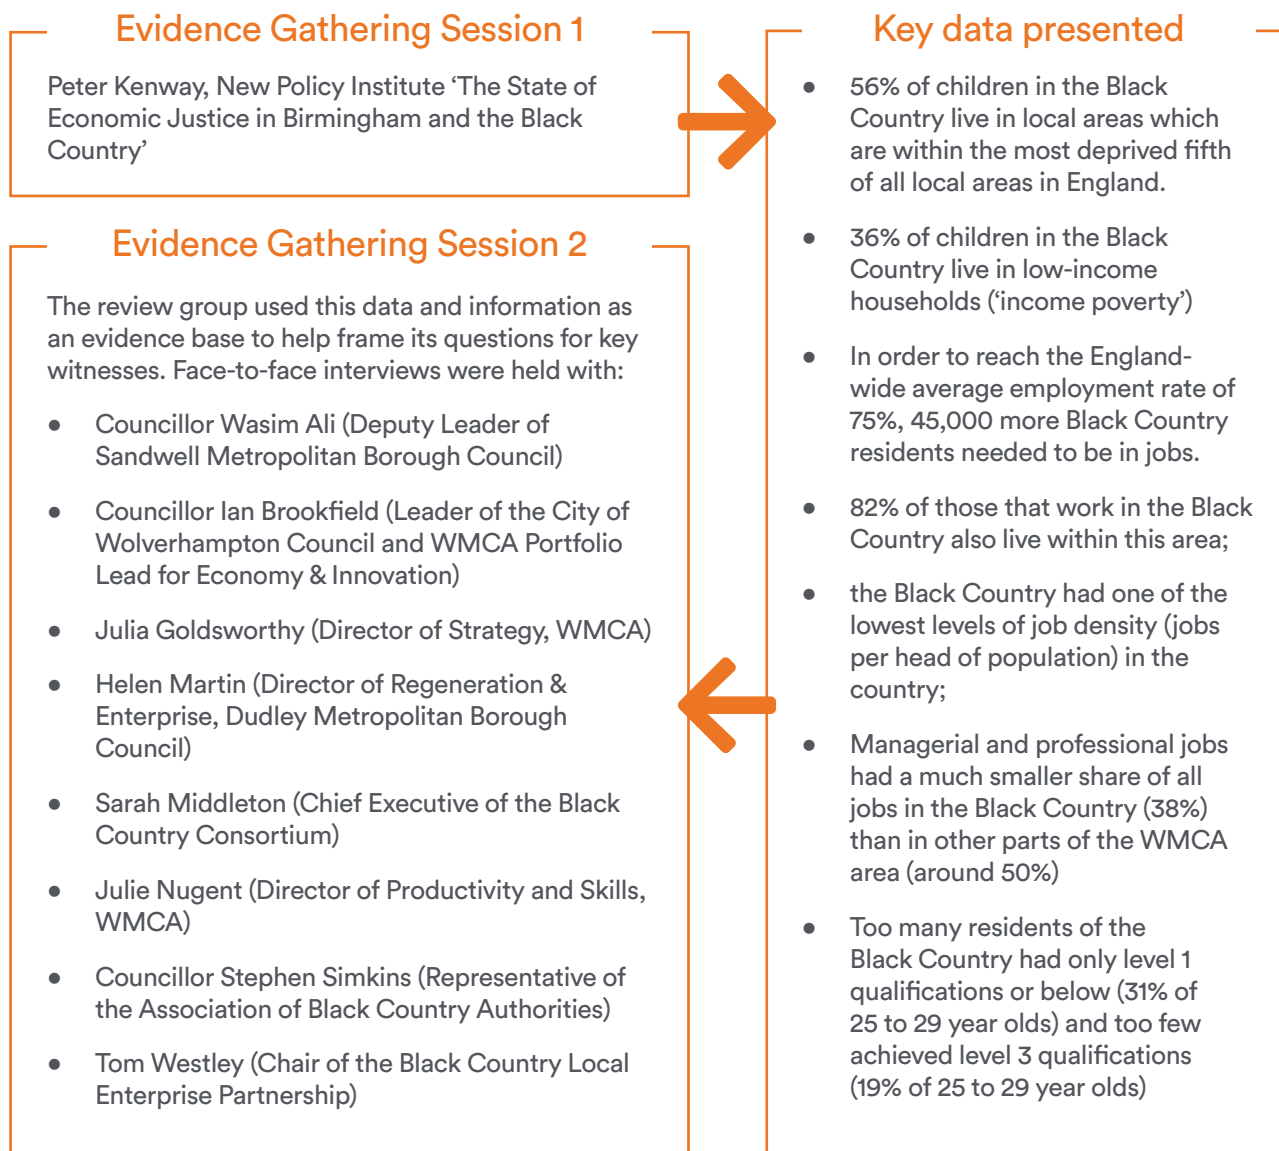 Evidence Gathering Session 1
Peter Kenway, New Policy Institute ‘The State of
Economic Justice in Birmingham and the Black
Country’
Key data presented
● 56% of children in the Black
Country live in local areas which
are within the most deprived fifth
of all local areas in England.
● 36% of children in the Black
Country live in low-income
households (‘income poverty’)
● In order to reach the England-
wide average employment rate of
75%, 45,000 more Black Country
residents needed to be in jobs.
● 82% of those that work in the Black
Country also live within this area;
● the Black Country had one of the
lowest levels of job density (jobs
per head of population) in the
country;
● Managerial and professional jobs
had a much smaller share of all
jobs in the Black Country (38%)
than in other parts of the WMCA
area (around 50%)
● Too many residents of the
Black Country had only level 1
qualifications or below (31% of
25 to 29 year olds) and too few
achieved level 3 qualifications
(19% of 25 to 29 year olds)
Evidence Gathering Session 2
The review group used this data and information as
an evidence base to help frame its questions for key
witnesses. Face-to-face interviews were held with:
● Councillor Wasim Ali (Deputy Leader of
Sandwell Metropolitan Borough Council)
● Councillor Ian Brookfield (Leader of the City of
Wolverhampton Council and WMCA Portfolio
Lead for Economy & Innovation)
● Julia Goldsworthy (Director of Strategy, WMCA)
● Helen Martin (Director of Regeneration &
Enterprise, Dudley Metropolitan Borough
Council)
● Sarah Middleton (Chief Executive of the Black
Country Consortium)
● Julie Nugent (Director of Productivity and Skills,
WMCA)
● Councillor Stephen Simkins (Representative of
the Association of Black Country Authorities)
● Tom Westley (Chair of the Black Country Local
Enterprise Partnership)